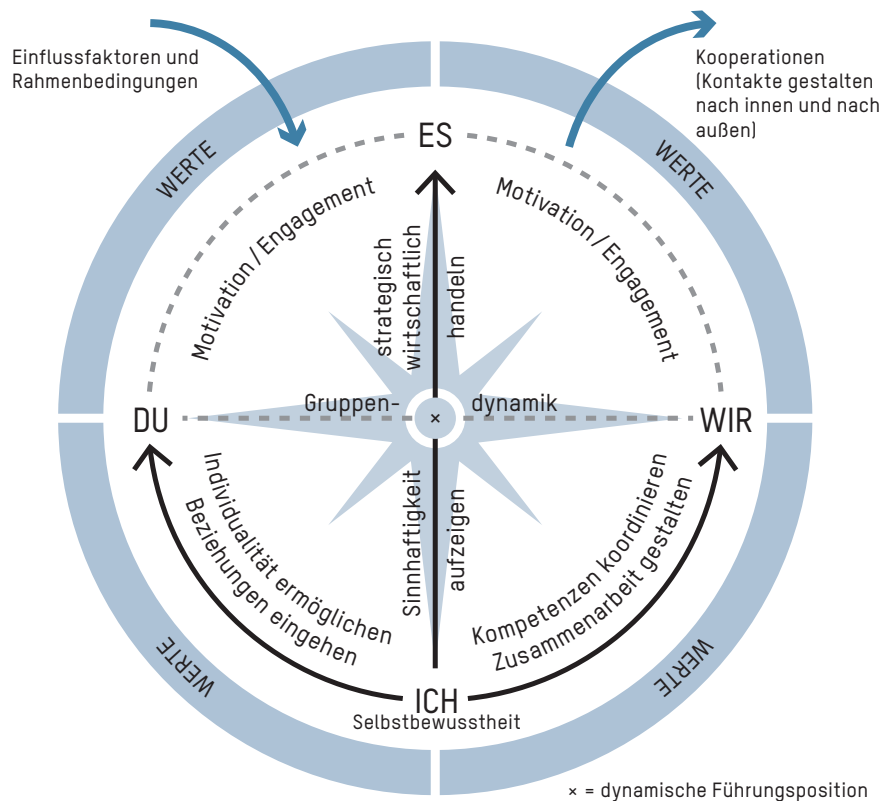 Einflussfaktoren und
Rahmenbedingungen
Kooperationen
(Kontakte gestalten
nach innen und nach
außen)
WERTE
WERTE
ES
Motivation / Engagement
Motivation / Engagement
strategisch
wirtschaftlich
handeln
Gruppen-
dynamik
DU
×
WIR
Individualität ermöglichen
Beziehungen eingehen
Sinnhaftigkeit
aufzeigen
Kompetenzen koordinieren
Zusammenarbeit gestalten
WERTE
WERTE
ICH
Selbstbewusstheit
× = dynamische Führungsposition